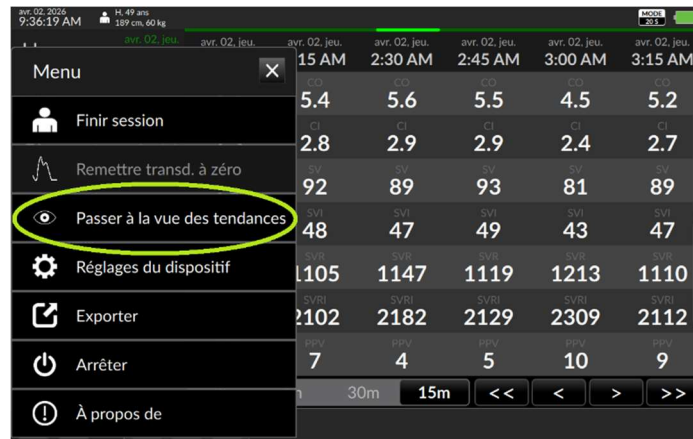 avr. 02, 2026
9:36:19 AM
H, 49 ans
189 cm, 60 kg
MODE
20 S
avr. 02, jeu. avr. 02, jeu. avr. 02, jeu. avr. 02, jeu. avr. 02, jeu. avr. 02, jeu. avr. 02, jeu.
15 AM 2:30 AM 2:45 AM 3:00 AM 3:15 AM
Menu X
CO CO CO CO CO
5.4 5.6 5.5 4.5 5.2
Finir session
CI CI CI CI CI
2.8 2.9 2.9 2.4 2.7
Remettre transd. à zéro
SV SV SV SV SV
92 89 93 81 89
Passer à la vue des tendances
SVI SVI SVI SVI SVI
48 47 49 43 47
Réglages du dispositif
SVR SVR SVR SVR SVR
1105 1147 1119 1213 1110
Exporter
SVRI SVRI SVRI SVRI SVRI
2102 2182 2129 2309 2112
Arrêter
PPV PPV PPV PPV PPV
7 4 5 10 9
30m 15m << < > >>
À propos de